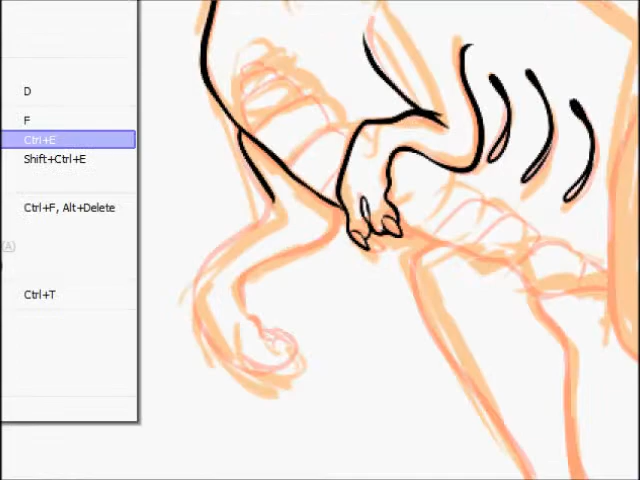 D
F
Ctrl+E
Shift+Ctrl+E
Ctrl+F, Alt+Delete
(A)
Ctrl+T